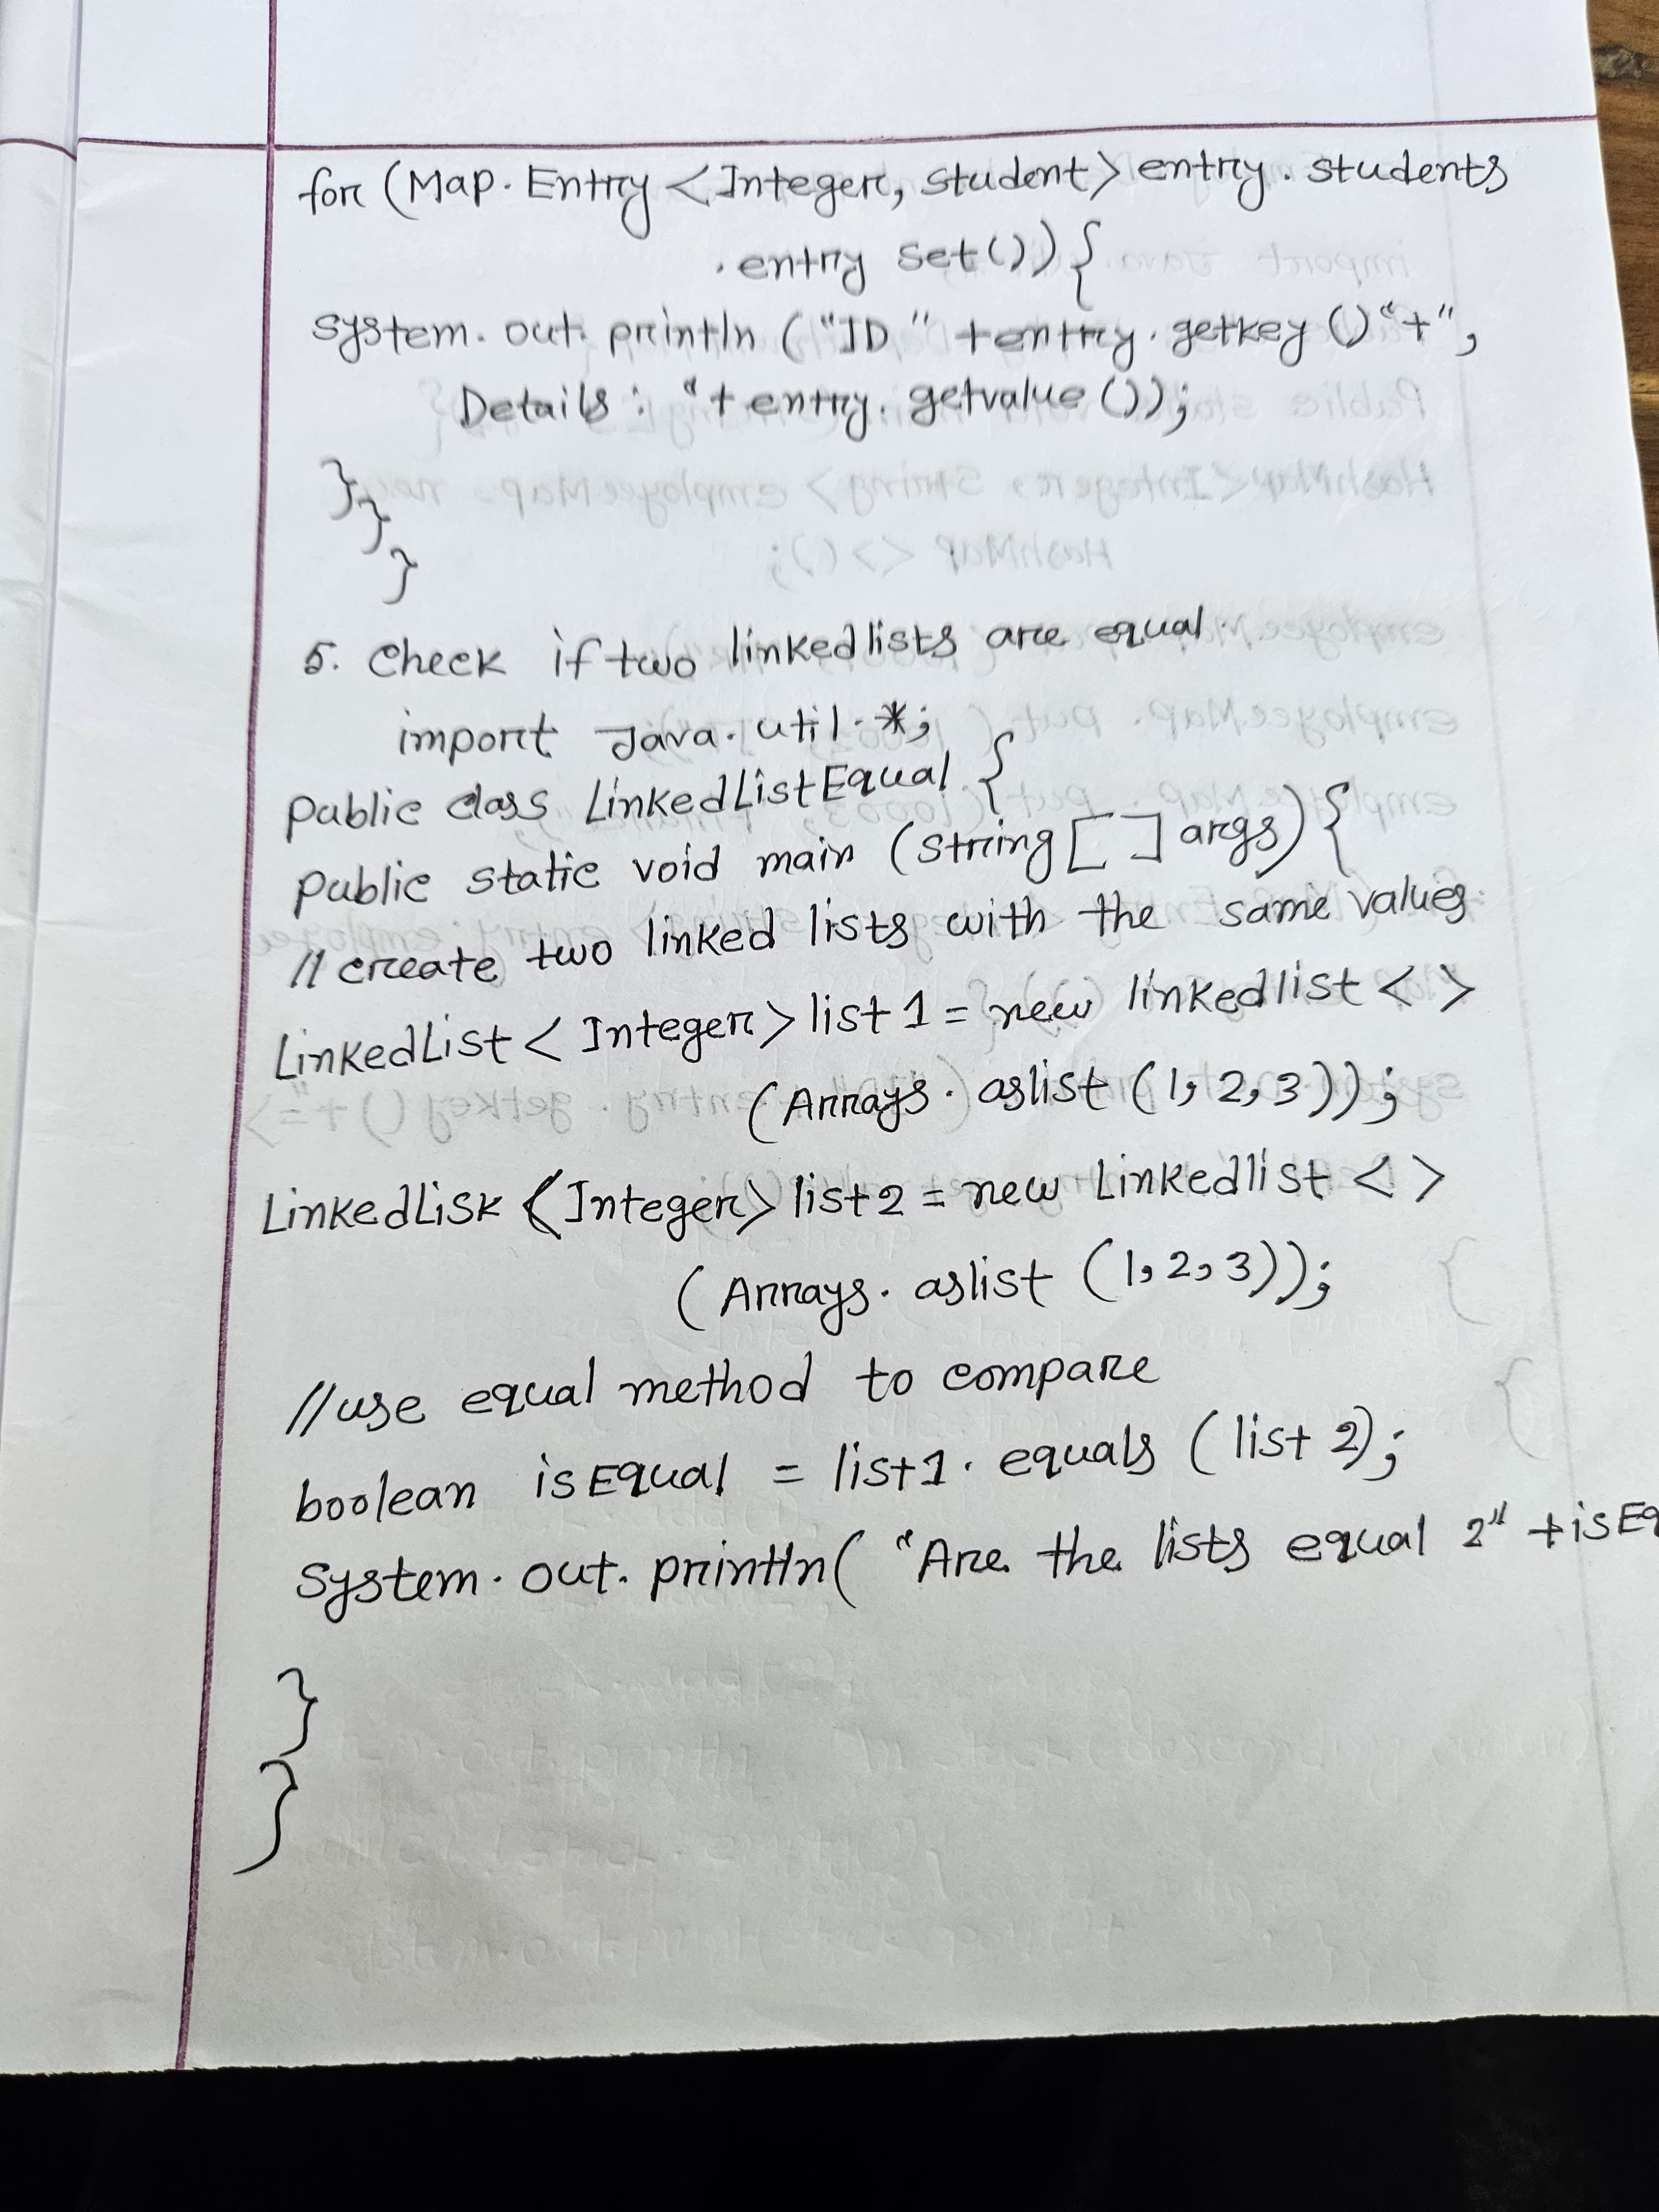 for (Map. Entry <Integer, student> entry. students
. entry set()) {
system. out. println ("ID " + entry. getkey () "+",
Details: "+ entry. getvalue ());
}
}
}
5. Check if two linkedlists are equal.
import Java. util. *;
public class LinkedListEqual {
public static void main (string [ ] args) {
// create two linked lists with the same values
LinkedList < Integer> list 1 = new linkedlist < >
(Arrays. aslist (1, 2, 3));
LinkedLisk <Integer> list 2 = new Linkedlist < >
(Arrays. aslist (1, 2, 3));
// use equal method to compare
boolean isEqual = list1. equals (list 2);
system. out. println( "Are the lists equal 2" + isEq
}
}